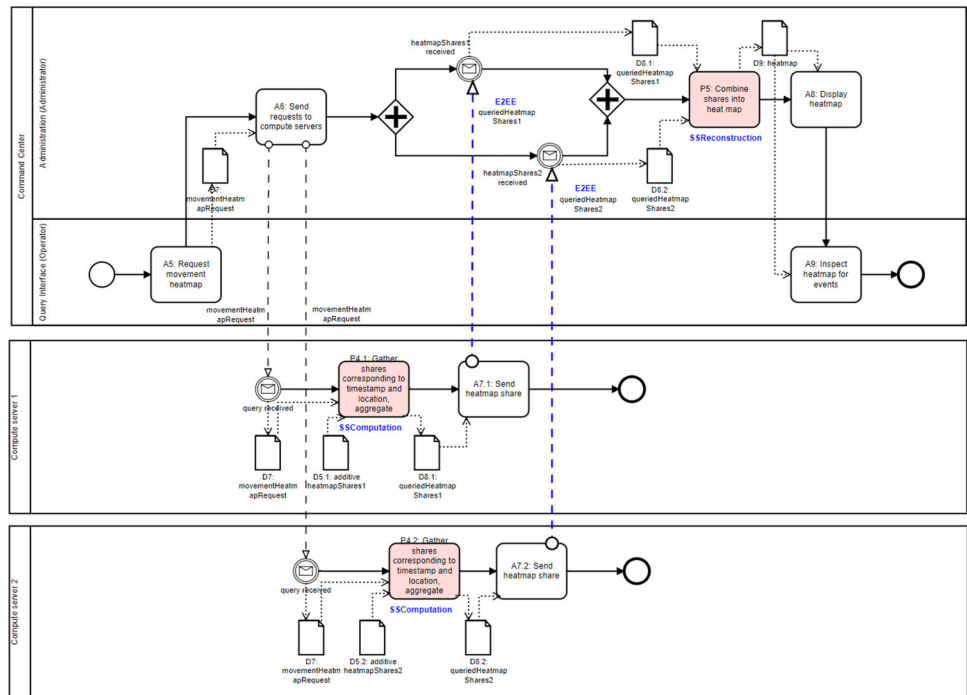 Command Center
Administration (Administrator)
Query Interface (Operator)
A6: Send
requests to
compute servers
D7:
movementHeatm
apRequest
A5: Request
movement
heatmap
heatmapShares1
received
E2EE
queriedHeatmap
Shares1
heatmapShares2
received
E2EE
queriedHeatmap
Shares2
D8.1:
queriedHeatmap
Shares1
D8.2:
queriedHeatmap
Shares2
P5: Combine
shares into
heat map
SSReconstruction
D9: heatmap
A8: Display
heatmap
A9: Inspect
heatmap for
events
movementHeatm
apRequest
movementHeatm
apRequest
Compute server 1
query received
P4.1: Gather
shares
corresponding to
timestamp and
location,
aggregate
SSComputation
A7.1: Send
heatmap share
D7:
movementHeatm
apRequest
D5.1: additive
heatmapShares1
D8.1:
queriedHeatmap
Shares1
Compute server 2
query received
P4.2: Gather
shares
corresponding to
timestamp and
location,
aggregate
SSComputation
A7.2: Send
heatmap share
D7:
movementHeatm
apRequest
D5.2: additive
heatmapShares2
D8.2:
queriedHeatmap
Shares2